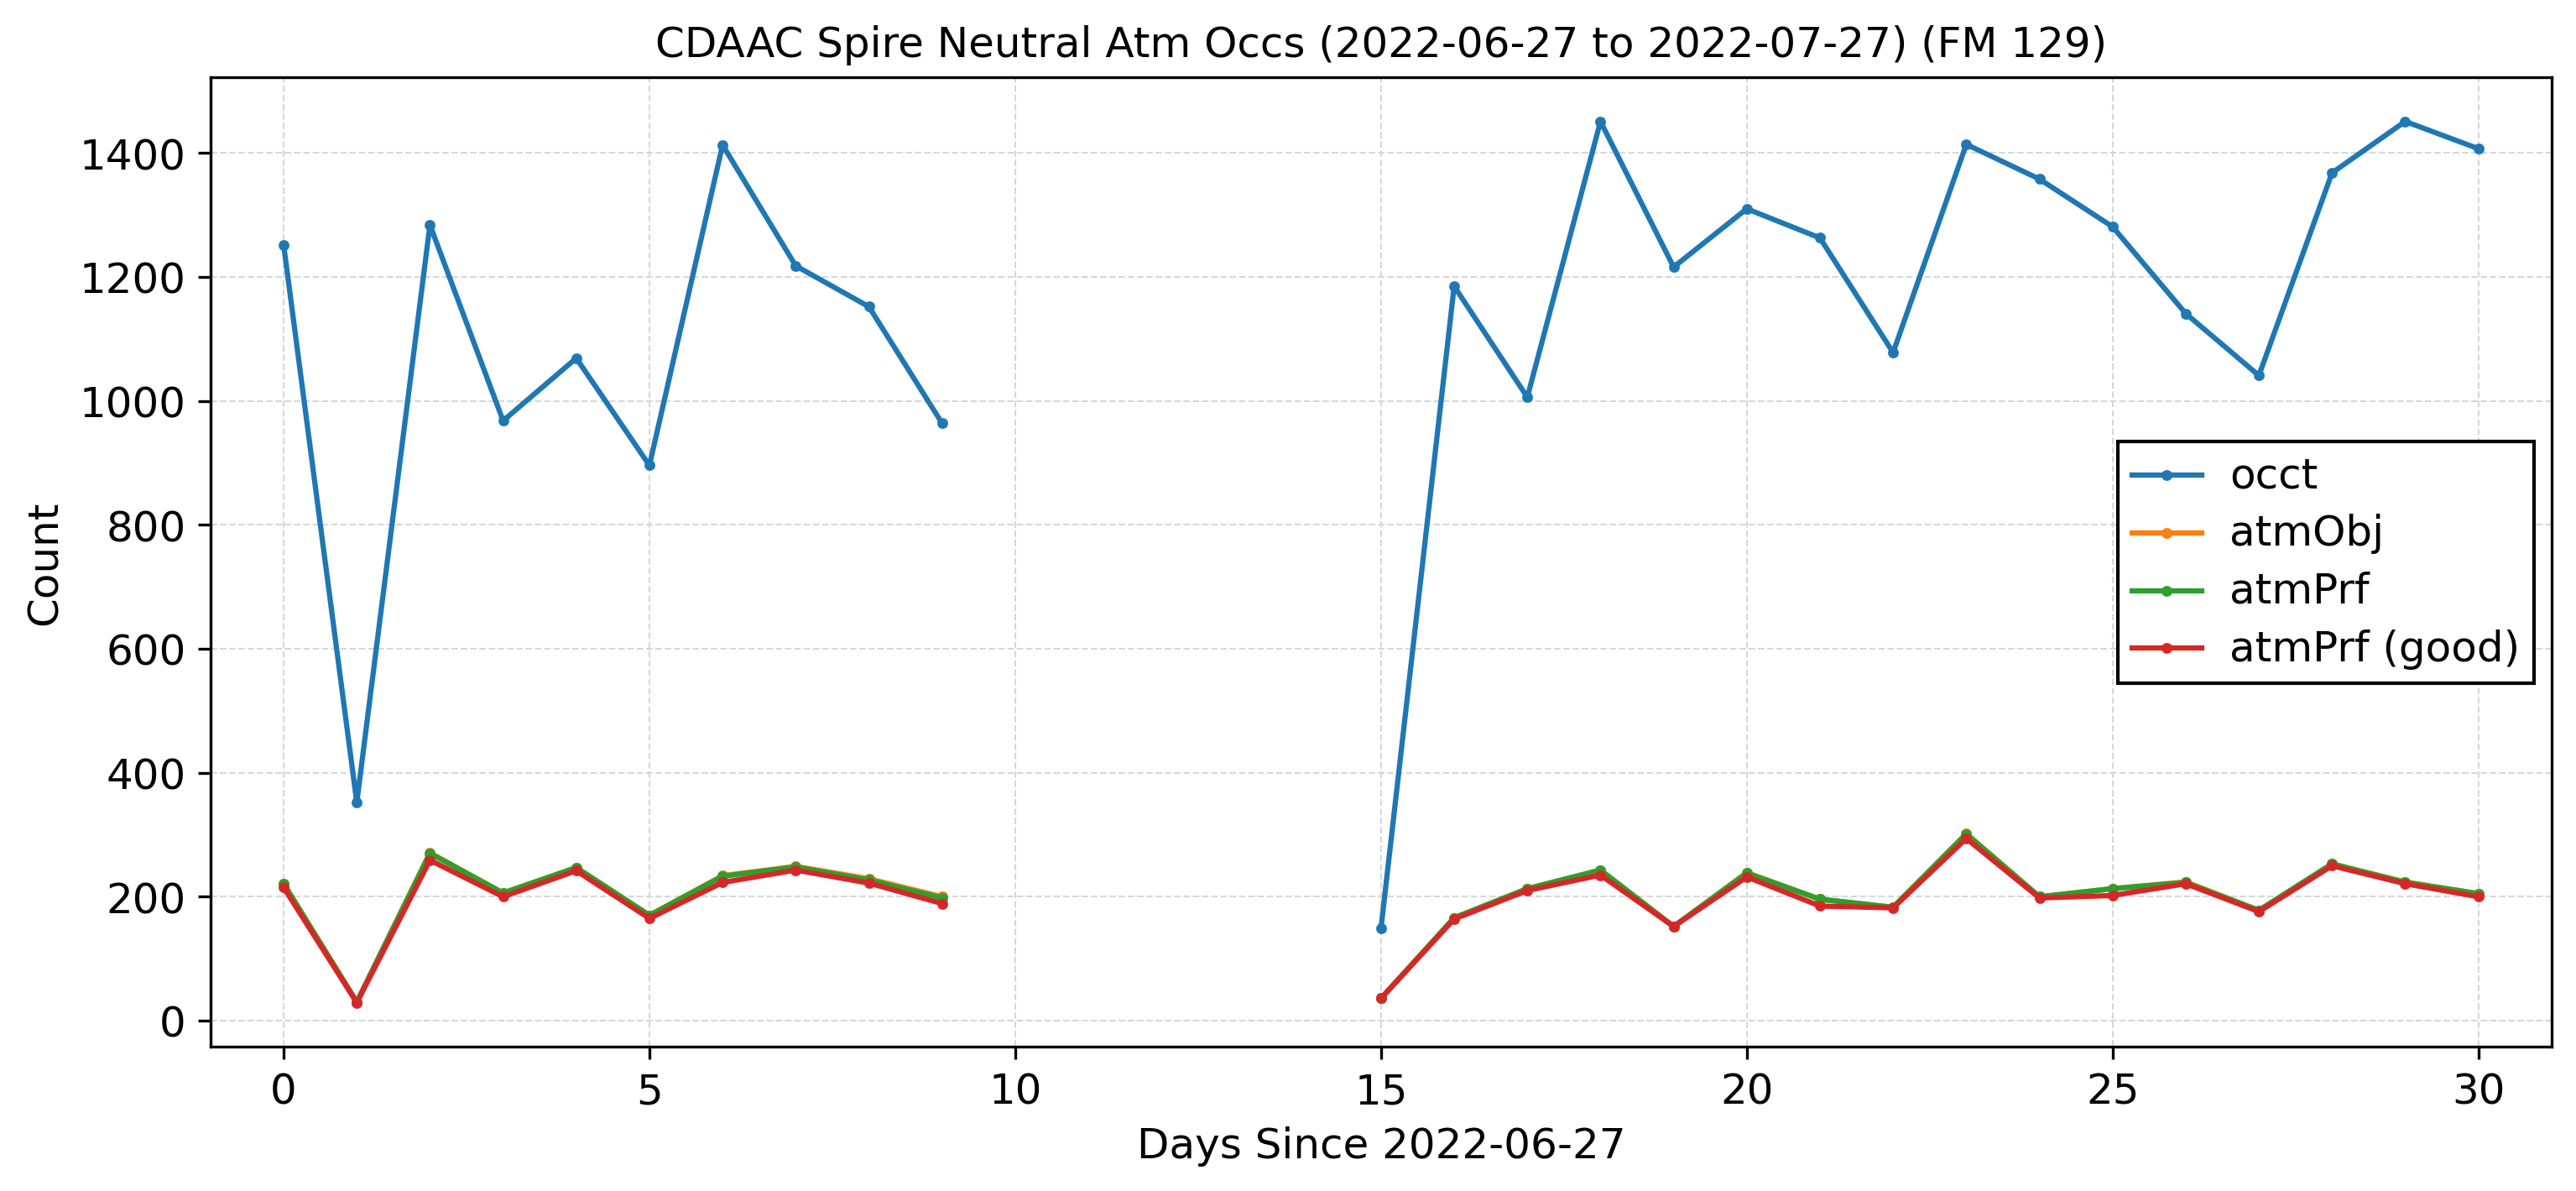 CDAAC Spire Neutral Atm Occs (2022-06-27 to 2022-07-27) (FM 129)
1400
1200
1000
800
600
400
200
0
Count
occt
atmObj
atmPrf
atmPrf (good)
0 5 10 15 20 25 30
Days Since 2022-06-27